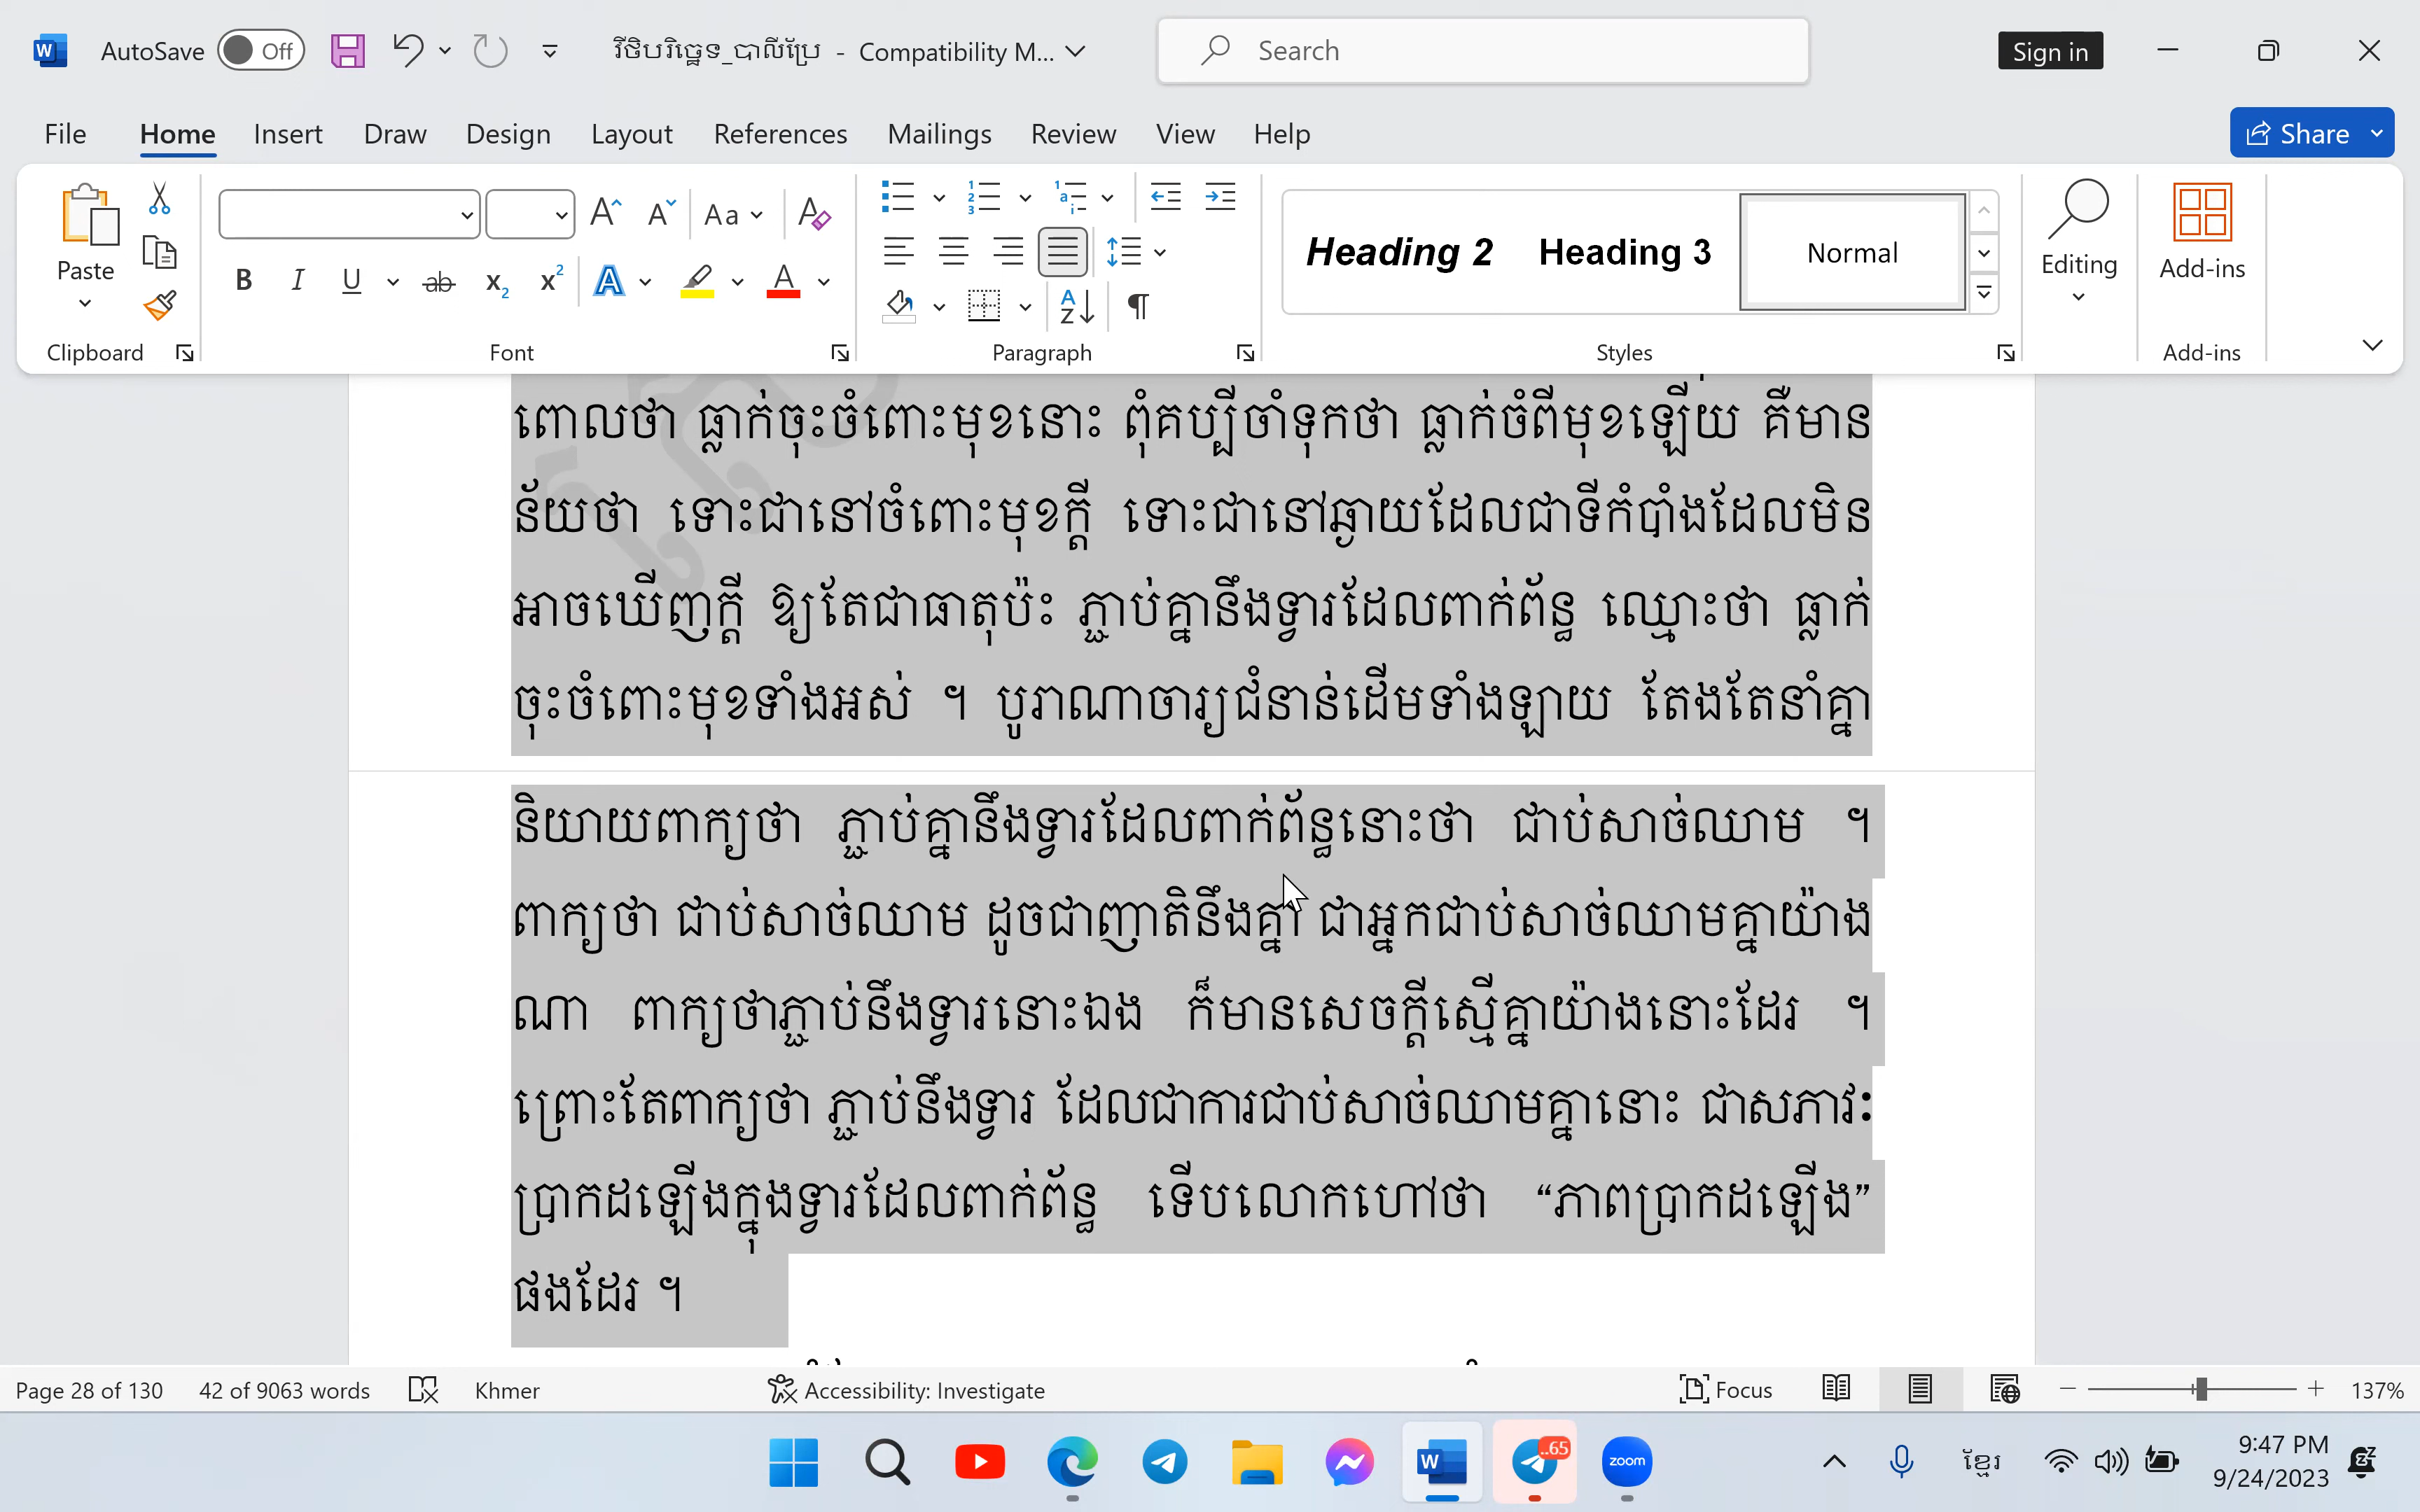 AutoSave Off វីថិបរិច្ឆេទ_បាលីប្រែ - Compatibility M... Search Sign in
File Home Insert Draw Design Layout References Mailings Review View Help Share
Paste Aa Heading 2 Heading 3 Normal Editing Add-ins
Clipboard Font Paragraph Styles Add-ins
ពោលថា ធ្លាក់ចុះចំពោះមុខនោះ ពុំគប្បីចាំទុកថា ធ្លាក់ចំពីមុខឡើយ គឺមាន
ន័យថា ទោះជានៅចំពោះមុខក្ដី ទោះជានៅឆ្ងាយដែលជាទីកំបាំងដែលមិន
អាចឃើញក្ដី ឱ្យតែជាធាតុប៉ះ ភ្ជាប់គ្នានឹងទ្វារដែលពាក់ព័ន្ធ ឈ្មោះថា ធ្លាក់
ចុះចំពោះមុខទាំងអស់ ។ បូរាណាចារ្យជំនាន់ដើមទាំងឡាយ តែងតែនាំគ្នា
និយាយពាក្យថា ភ្ជាប់គ្នានឹងទ្វារដែលពាក់ព័ន្ធនោះថា ជាប់សាច់ឈាម ។
ពាក្យថា ជាប់សាច់ឈាម ដូចជាញាតិនឹងគ្នា ជាអ្នកជាប់សាច់ឈាមគ្នាយ៉ាង
ណា ពាក្យថាភ្ជាប់នឹងទ្វារនោះឯង ក៏មានសេចក្ដីស្មើគ្នាយ៉ាងនោះដែរ ។
ព្រោះតែពាក្យថា ភ្ជាប់នឹងទ្វារ ដែលជាការជាប់សាច់ឈាមគ្នានោះ ជាសភាវៈ
ប្រាកដឡើងក្នុងទ្វារដែលពាក់ព័ន្ធ ទើបលោកហៅថា “ភាពប្រាកដឡើង”
ផងដែរ ។
Page 28 of 130 42 of 9063 words Khmer Accessibility: Investigate Focus 137%
zoom ..65 ខ្មែរ 9:47 PM
9/24/2023